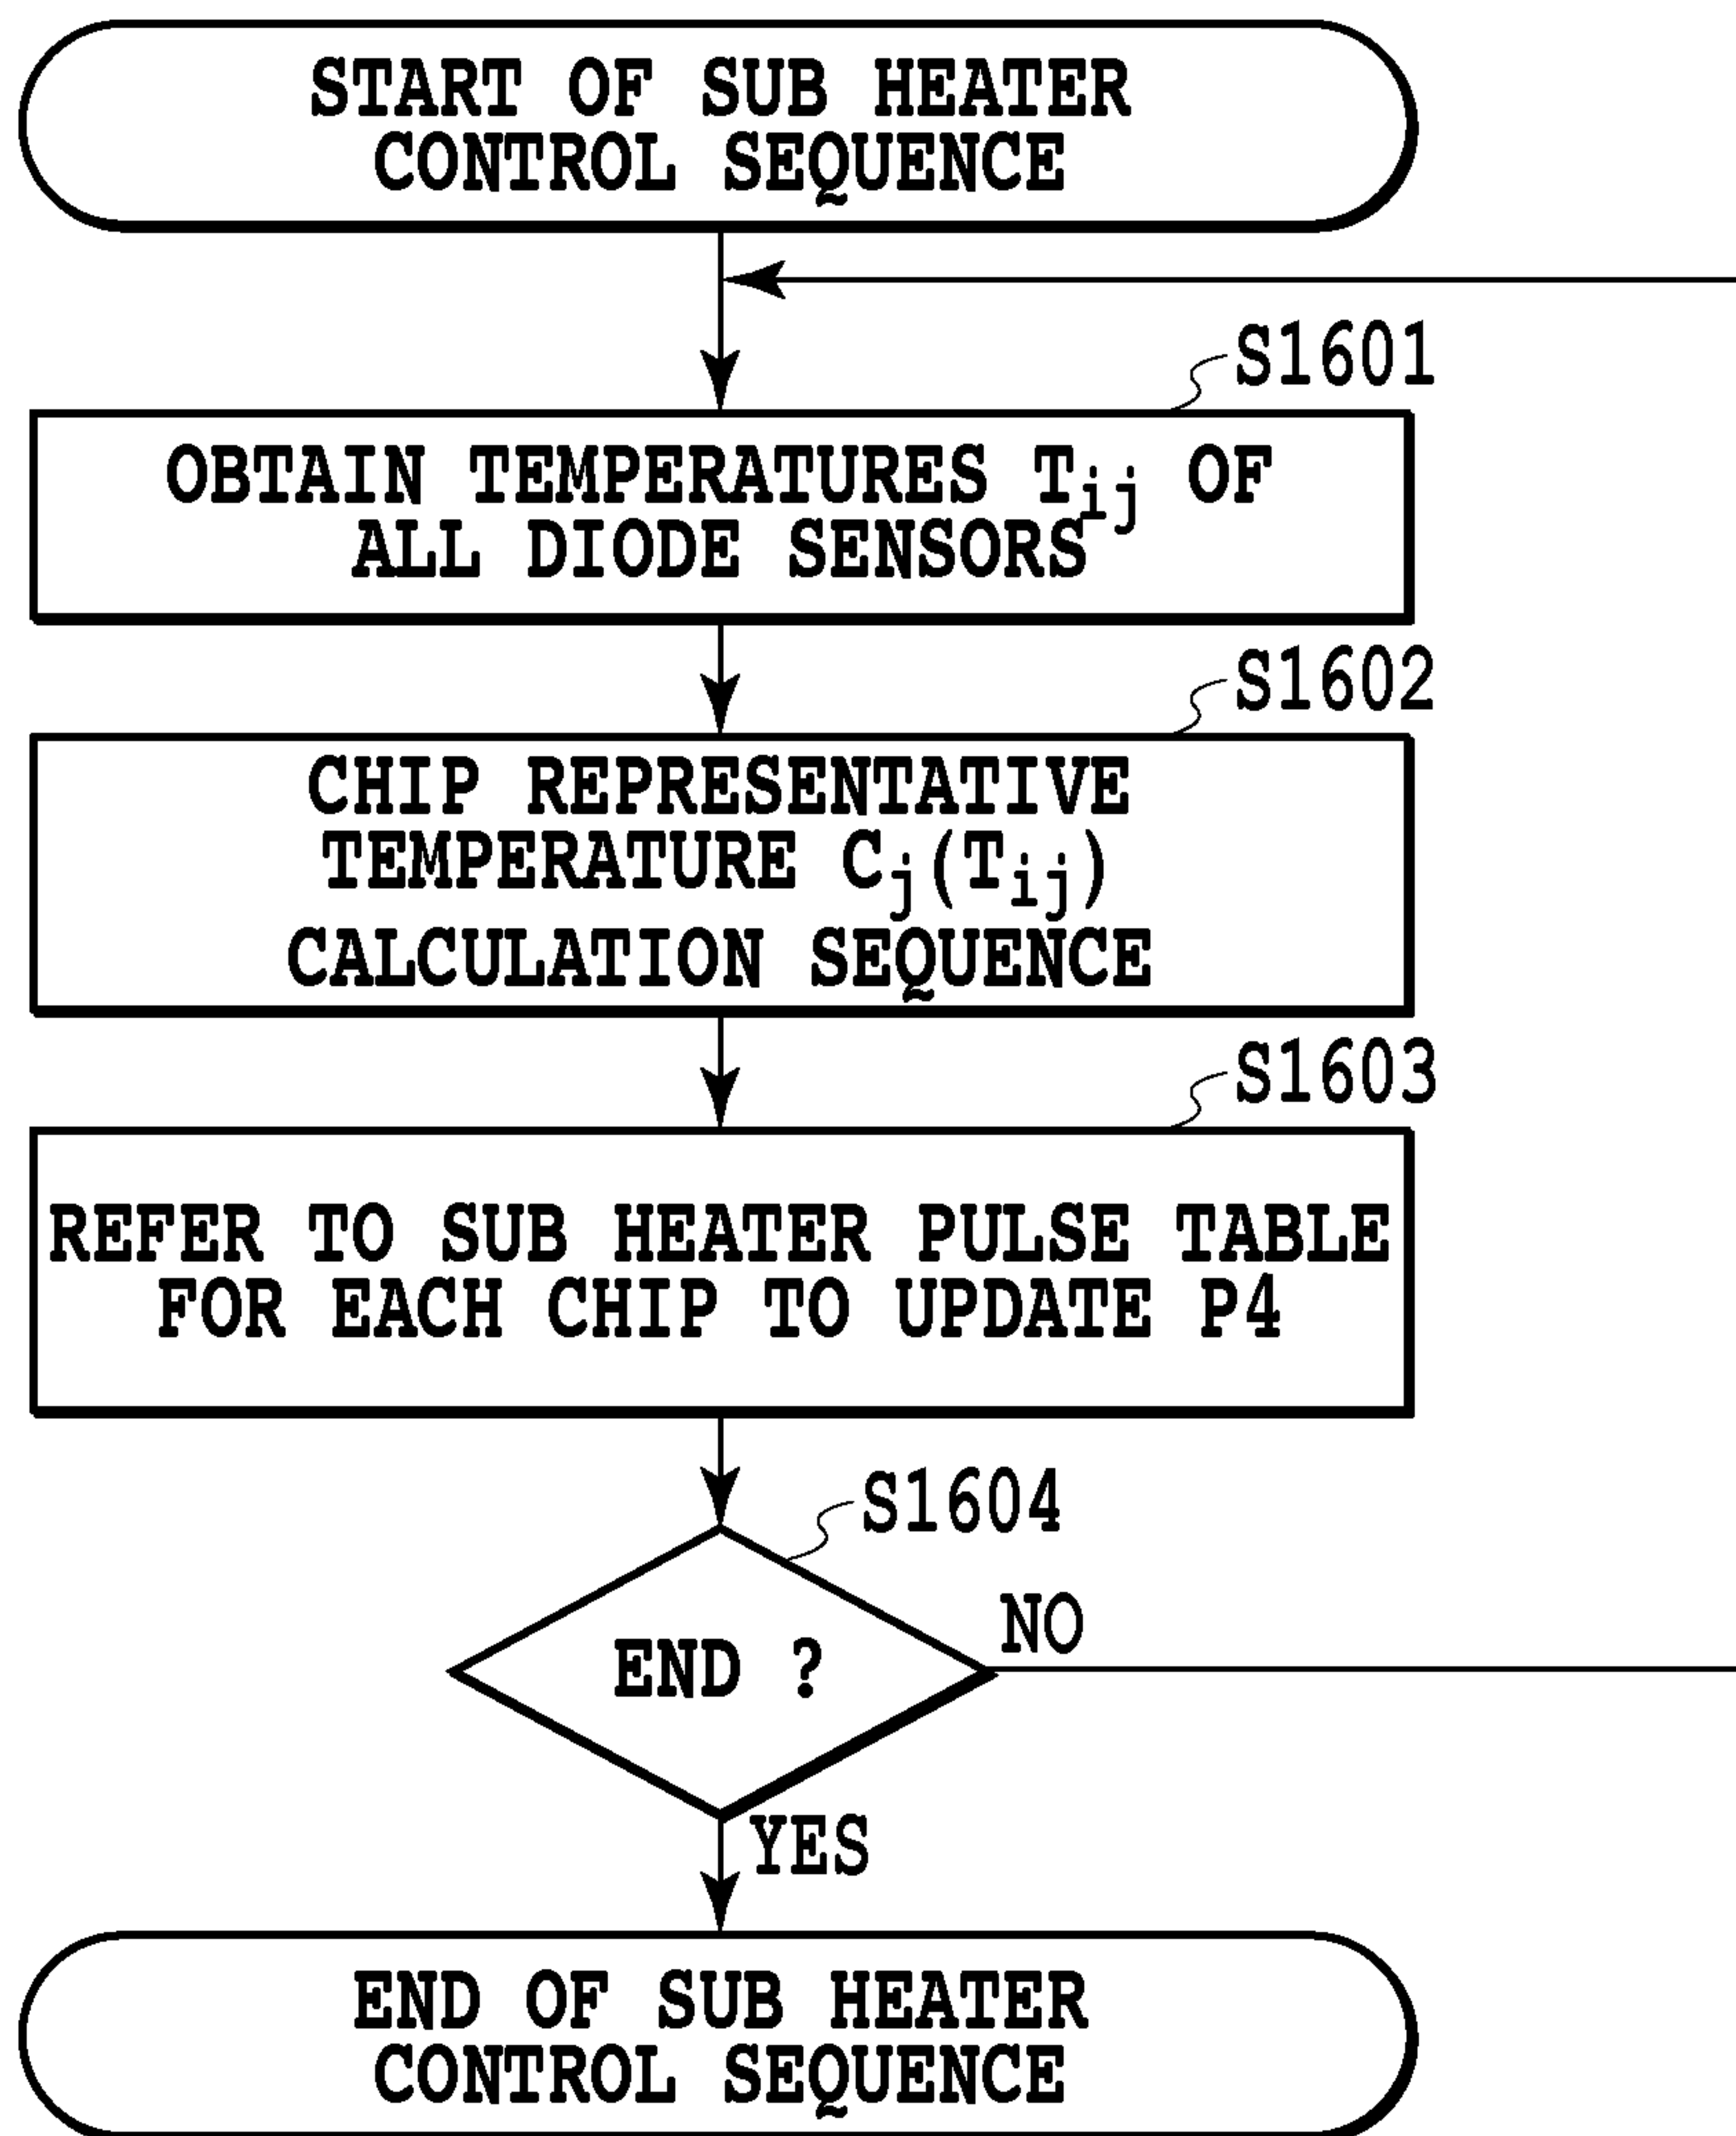 START OF SUB HEATER
CONTROL SEQUENCE
S1601
OBTAIN TEMPERATURES Tij OF
ALL DIODE SENSORS
S1602
CHIP REPRESENTATIVE
TEMPERATURE Cj(Tij)
CALCULATION SEQUENCE
S1603
REFER TO SUB HEATER PULSE TABLE
FOR EACH CHIP TO UPDATE P4
S1604
END ?
NO
YES
END OF SUB HEATER
CONTROL SEQUENCE